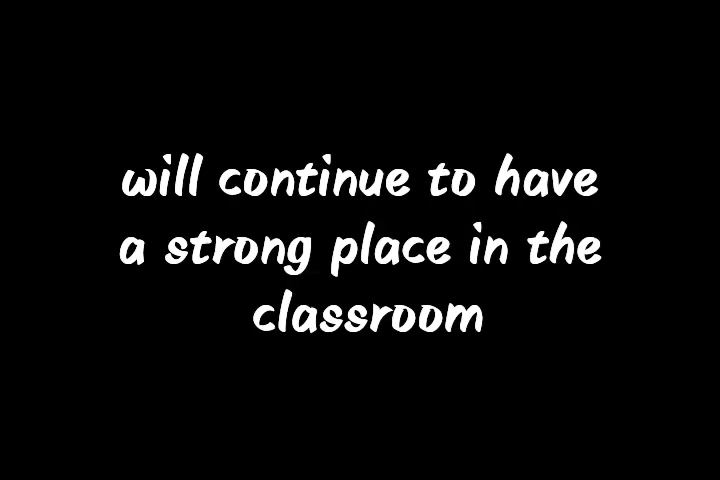 will continue to have
a strong place in the
classroom